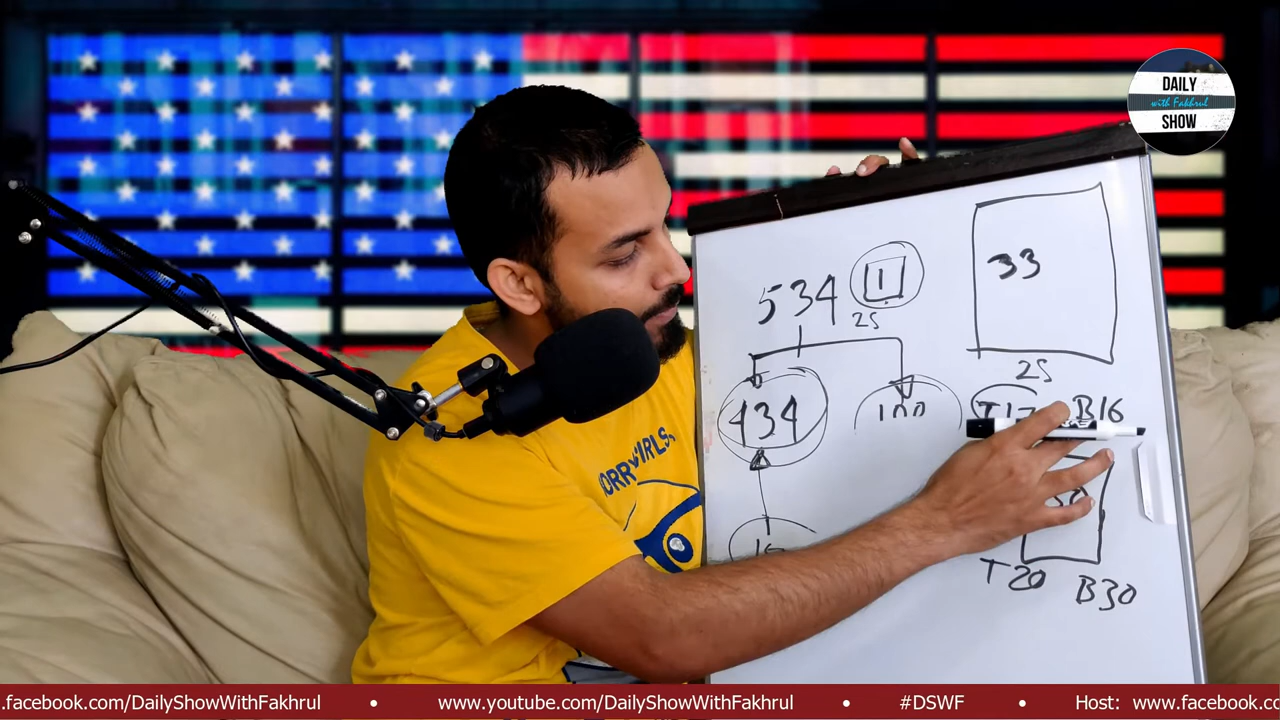 DAILY
with Fakhrul
SHOW
534 1
25
33
25
434
100
B16
T20
B30
.facebook.com/DailyShowWithFakhrul • www.youtube.com/DailyShowWithFakhrul • #DSWF • Host: www.facebook.co